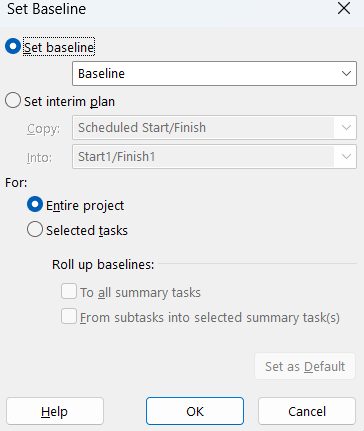 Set Baseline
Set baseline
Baseline
Set interim plan
Copy: Scheduled Start/Finish
Into: Start1/Finish1
For:
Entire project
Selected tasks
Roll up baselines:
To all summary tasks
From subtasks into selected summary task(s)
Set as Default
Help OK Cancel